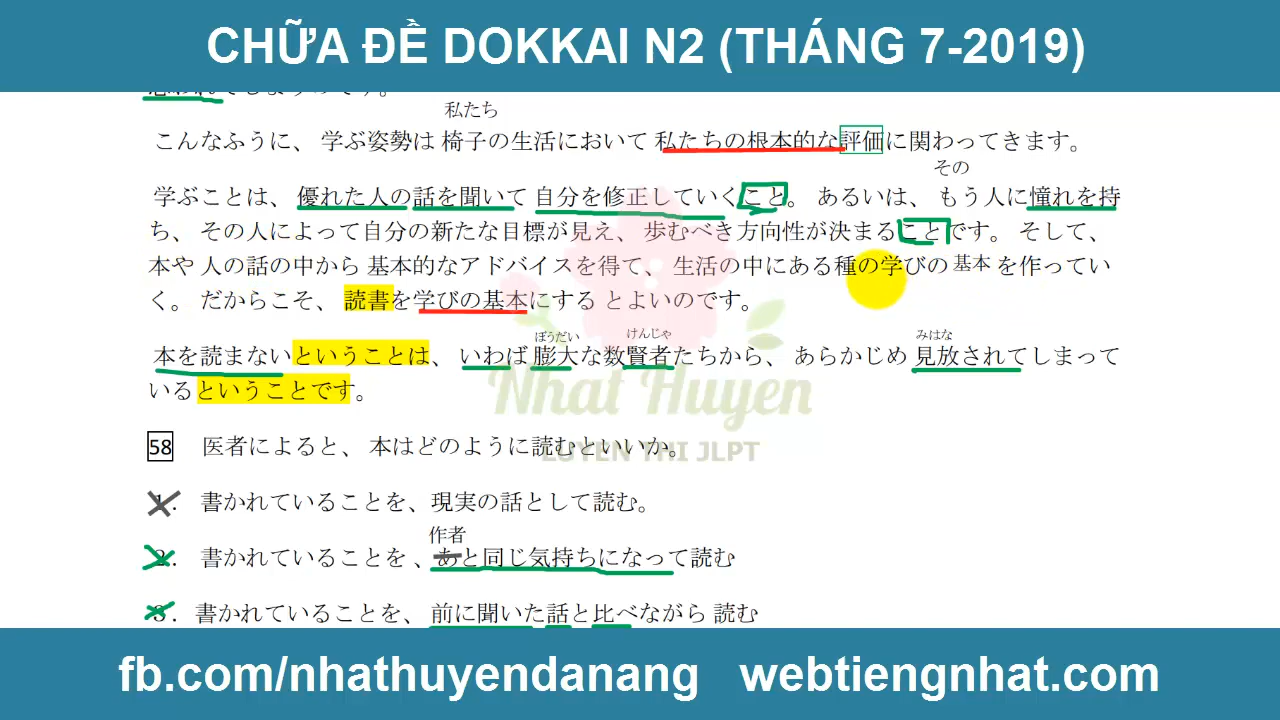 CHỮA ĐỀ DOKKAI N2 (THÁNG 7-2019)
私たち
こんなふうに、 学ぶ姿勢は 椅子の生活において 私たちの根本的な評価に関わってきます。
その
学ぶことは、 優れた人の話を聞いて 自分を修正していくこと。 あるいは、 もう人に憧れを持
ち、 その人によって自分の新たな目標が見え、 歩むべき方向性が決まることです。 そして、
本や 人の話の中から 基本的なアドバイスを得て、 生活の中にある種の学びの 基本 を作ってい
く。 だからこそ、 読書を学びの基本にする とよいのです。
ぼうだい けんじゃ みはな
本を読まないということは、 いわば 膨大な数賢者たちから、 あらかじめ 見放されてしまって
いるということです。
Nhat Huyen
LUYEN THI JLPT
58 医者によると、 本はどのように読むといいか。
1. 書かれていることを、現実の話として読む。
作者
2. 書かれていることを 、あと同じ気持ちになって読む
3. 書かれていることを、 前に聞いた話と比べながら 読む
fb.com/nhathuyendanang webtiengnhat.com